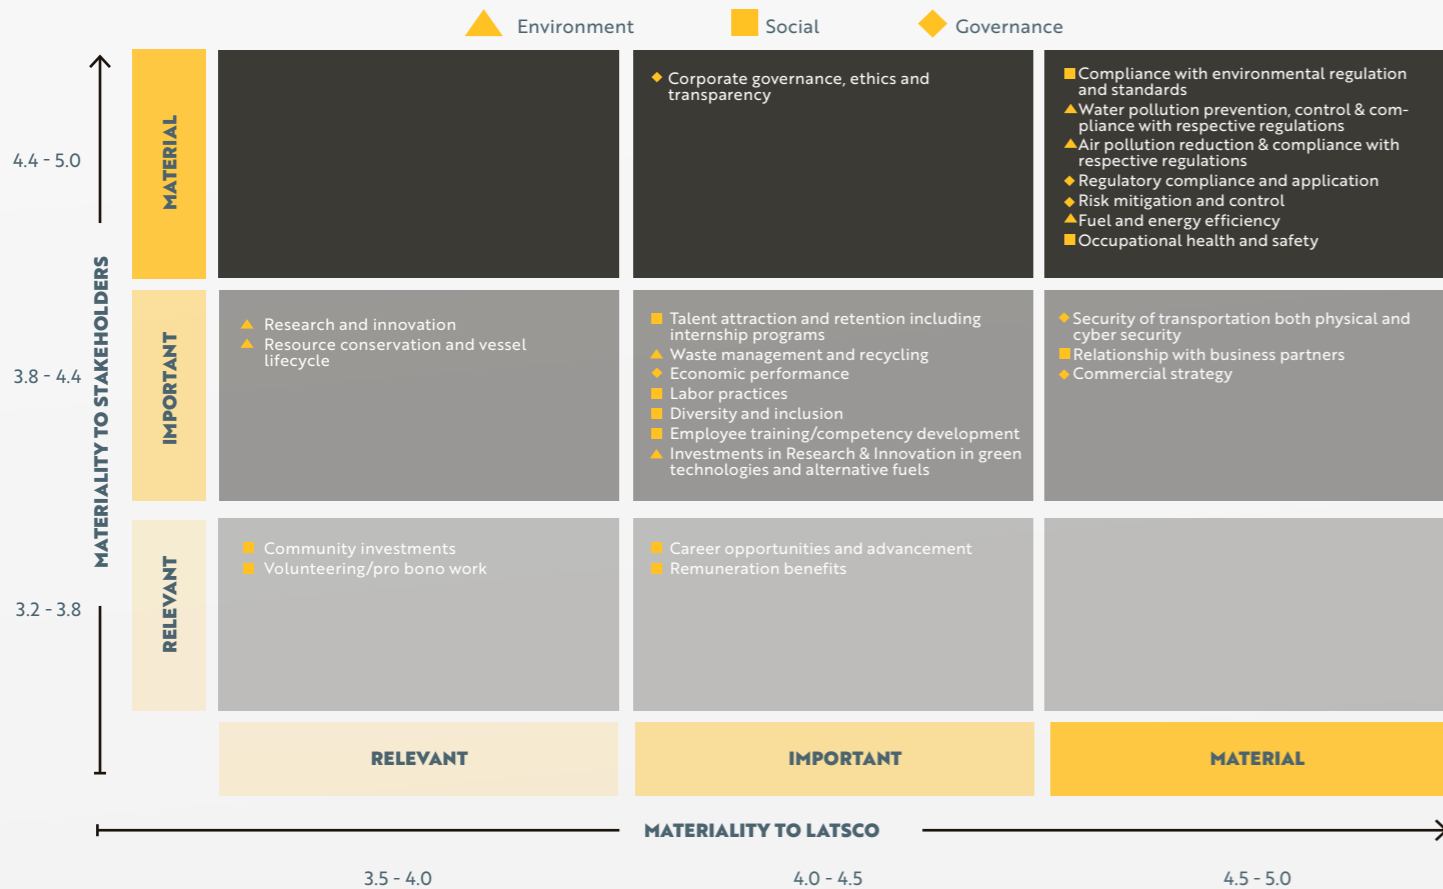 Environment
Social
Governance
MATERIALITY TO STAKEHOLDERS
4.4 - 5.0
MATERIAL
Corporate governance, ethics and
transparency
Compliance with environmental regulation
and standards
Water pollution prevention, control & com-
pliance with respective regulations
Air pollution reduction & compliance with
respective regulations
Regulatory compliance and application
Risk mitigation and control
Fuel and energy efficiency
Occupational health and safety
3.8 - 4.4
IMPORTANT
Research and innovation
Resource conservation and vessel
lifecycle
Talent attraction and retention including
internship programs
Waste management and recycling
Economic performance
Labor practices
Diversity and inclusion
Employee training/competency development
Investments in Research & Innovation in green
technologies and alternative fuels
Security of transportation both physical and
cyber security
Relationship with business partners
Commercial strategy
3.2 - 3.8
RELEVANT
Community investments
Volunteering/pro bono work
Career opportunities and advancement
Remuneration benefits
RELEVANT
IMPORTANT
MATERIAL
MATERIALITY TO LATSCO
3.5 - 4.0
4.0 - 4.5
4.5 - 5.0